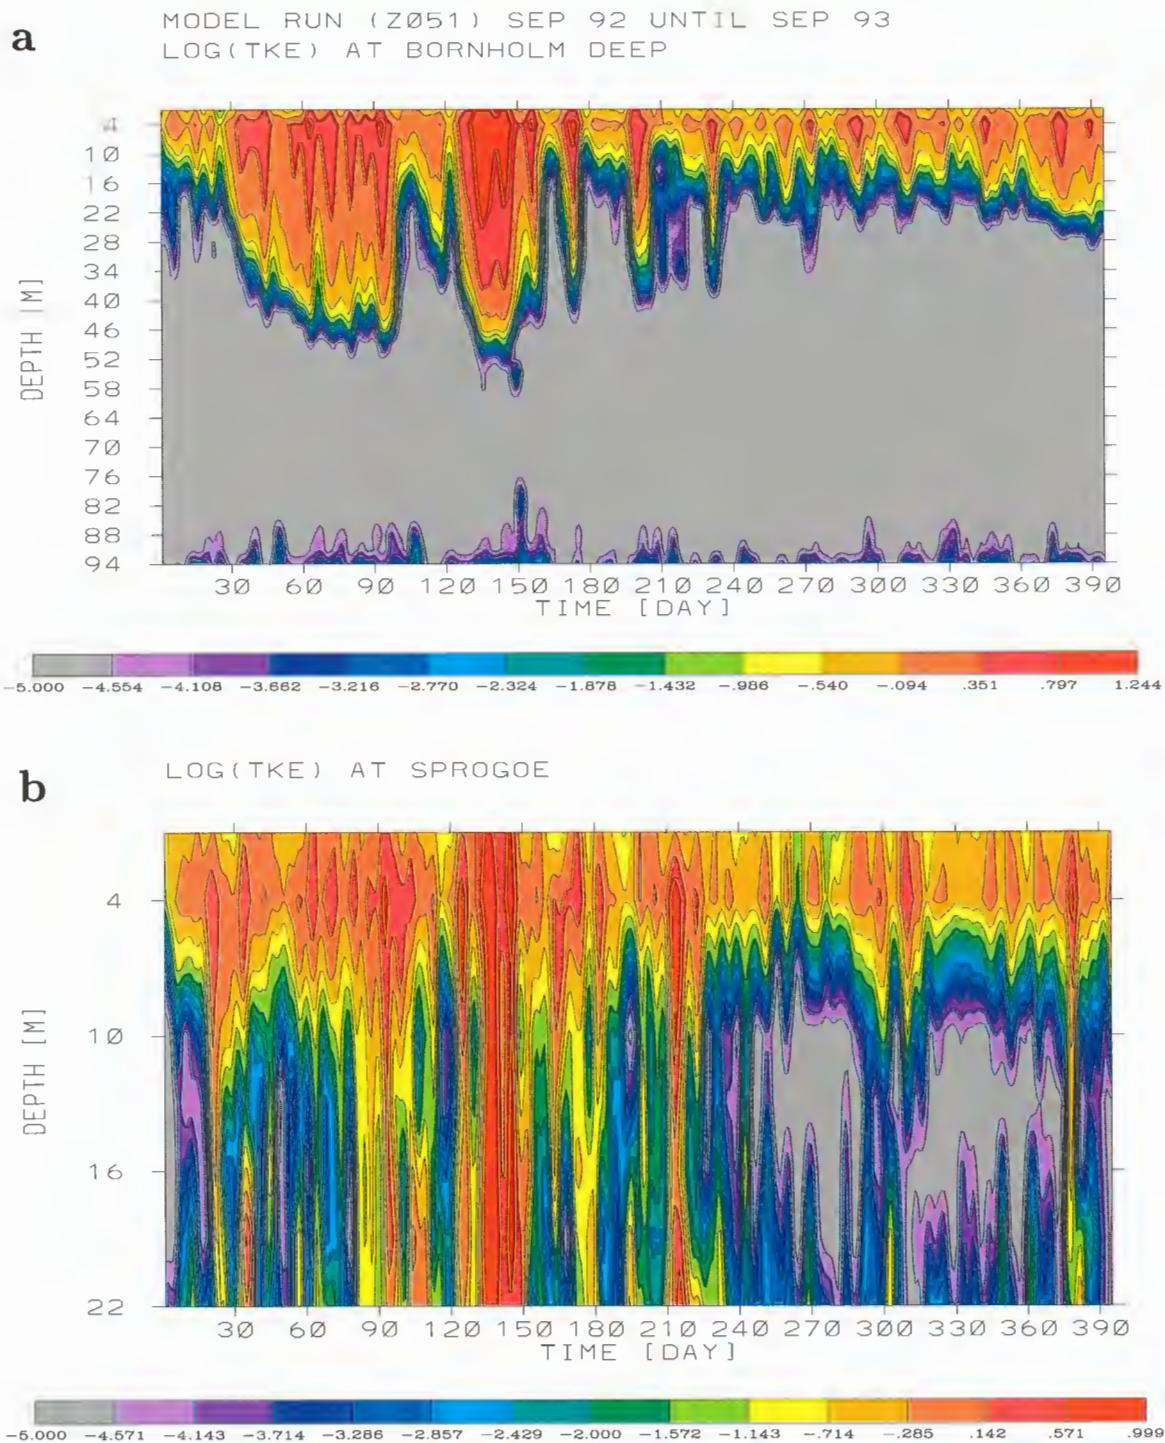 a
MODEL RUN (ZØ51) SEP 92 UNTIL SEP 93
LOG(TKE) AT BORNHOLM DEEP
DEPTH [M]
4
10
16
22
28
34
40
46
52
58
64
70
76
82
88
94
30 60 90 120 150 180 210 240 270 300 330 360 390
TIME [DAY]
-5.000 -4.554 -4.108 -3.662 -3.216 -2.770 -2.324 -1.878 -1.432 -.986 -.540 -.094 .351 .797 1.244
b
LOG(TKE) AT SPROGOE
DEPTH [M]
4
10
16
22
30 60 90 120 150 180 210 240 270 300 330 360 390
TIME [DAY]
-5.000 -4.571 -4.143 -3.714 -3.286 -2.857 -2.429 -2.000 -1.572 -1.143 -.714 -.285 .142 .571 .999